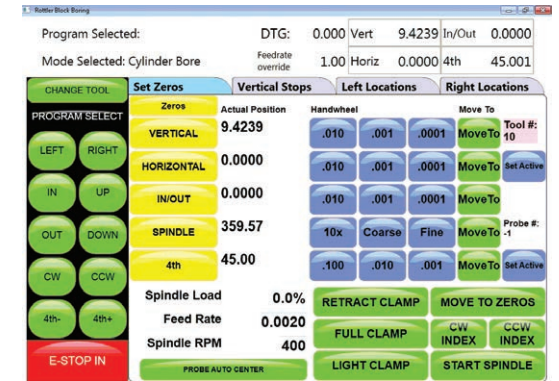 Rottler Block Boring
Program Selected: DTG: 0.000 Vert 9.4239 In/Out 0.0000
Mode Selected: Cylinder Bore Feedrate override 1.00 Horiz 0.0000 4th 45.001
CHANGE TOOL Set Zeros Vertical Stops Left Locations Right Locations
PROGRAM SELECT Zeros Actual Position Handwheel Move To
VERTICAL 9.4239 .010 .001 .0001 MoveTo Tool #: 10
LEFT RIGHT HORIZONTAL 0.0000 .010 .001 .0001 MoveTo Set Active
IN UP IN/OUT 0.0000 .010 .001 .0001 MoveTo
OUT DOWN SPINDLE 359.57 10x Coarse Fine MoveTo Probe #: -1
CW CCW 4th 45.00 .100 .010 .001 MoveTo Set Active
Spindle Load 0.0% RETRACT CLAMP MOVE TO ZEROS
4th- 4th+ Feed Rate 0.0020 FULL CLAMP CW INDEX CCW INDEX
Spindle RPM 400
E-STOP IN PROBE AUTO CENTER LIGHT CLAMP START SPINDLE